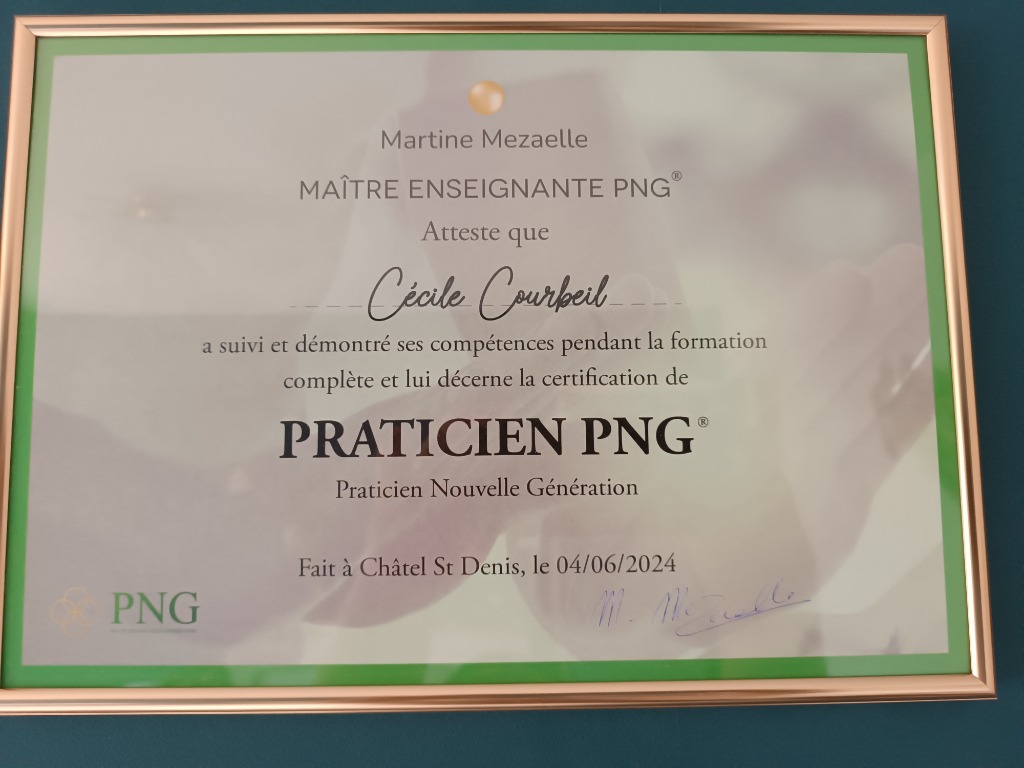 Martine Mezaelle
MAÎTRE ENSEIGNANTE PNG®
Atteste que
Cécile Courbeil
a suivi et démontré ses compétences pendant la formation
complète et lui décerne la certification de
PRATICIEN PNG®
Praticien Nouvelle Génération
Fait à Châtel St Denis, le 04/06/2024
M. Mezaelle
PNG